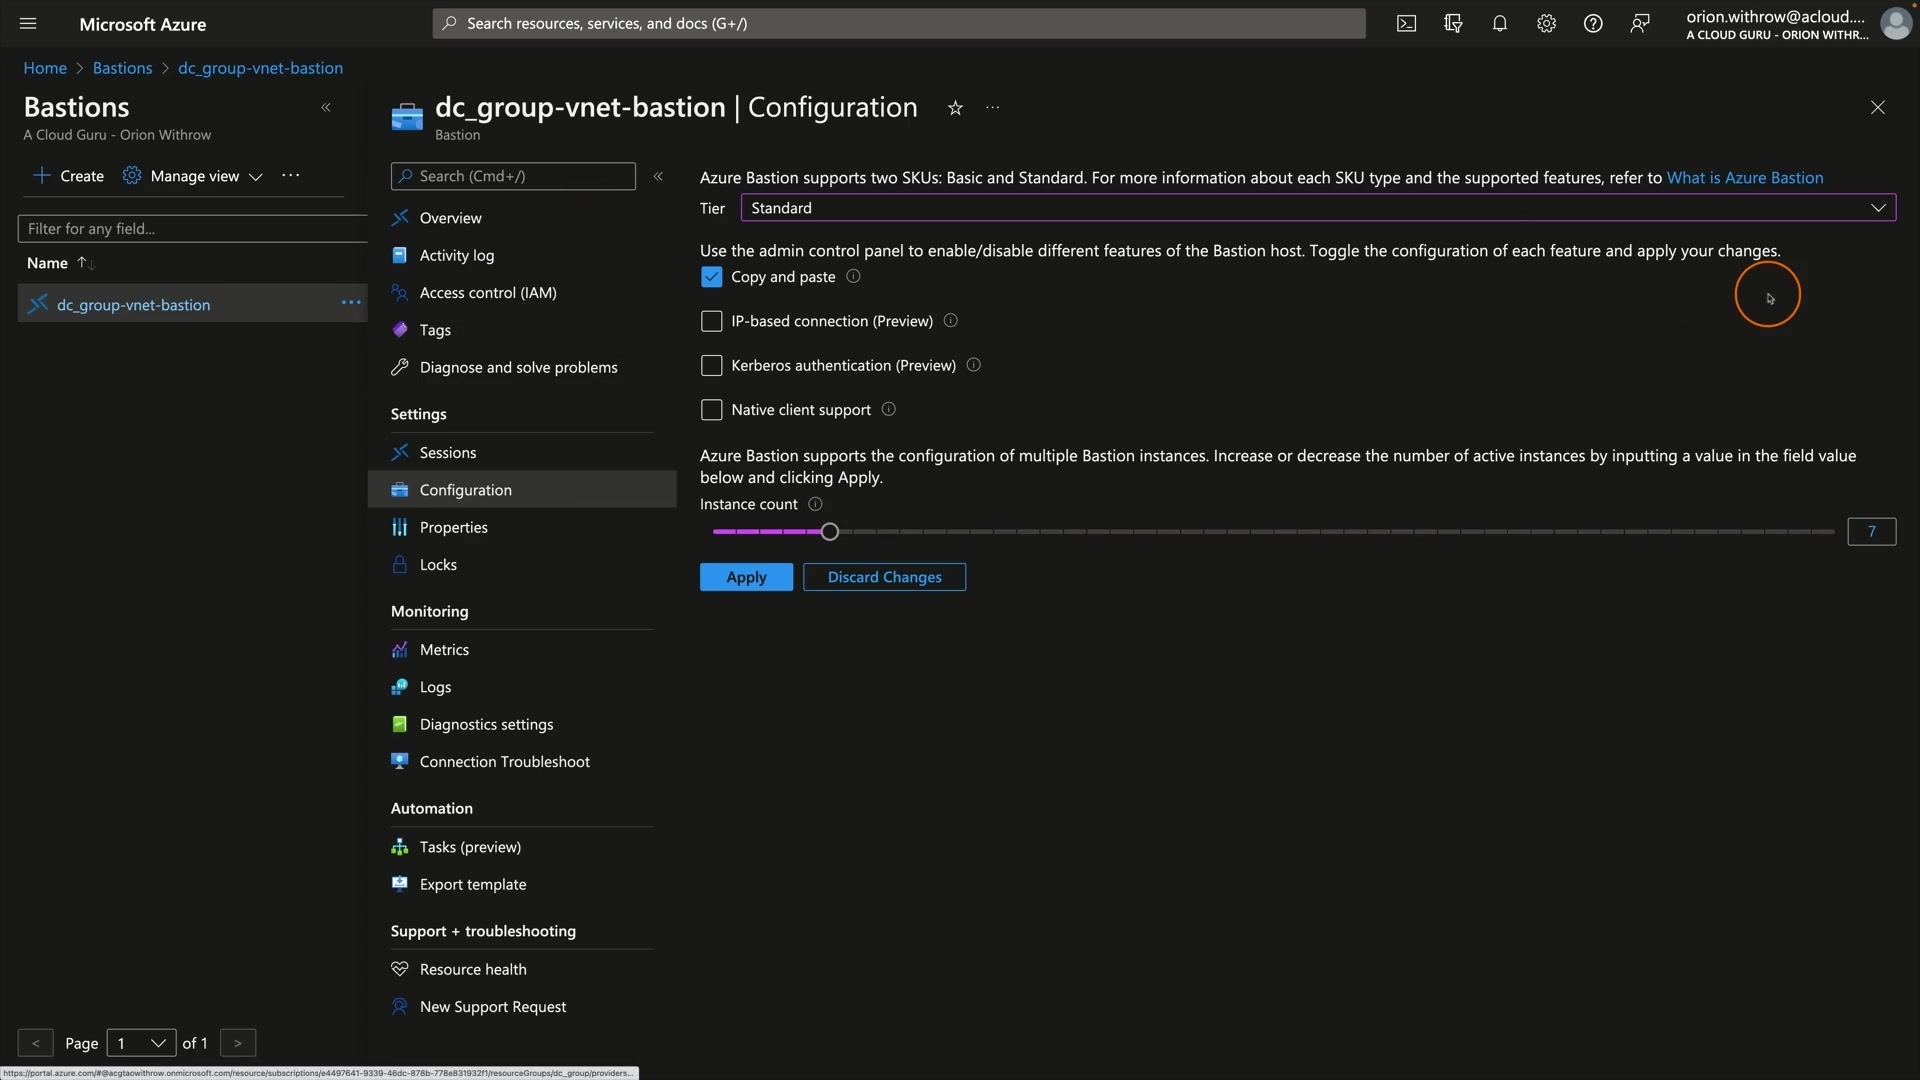 Microsoft Azure
Search resources, services, and docs (G+/)
orion.withrow@acloud....
A CLOUD GURU - ORION WITHR...
Home > Bastions > dc_group-vnet-bastion
Bastions
A Cloud Guru - Orion Withrow
Create
Manage view
Filter for any field...
Name
dc_group-vnet-bastion
Page 1 of 1
dc_group-vnet-bastion | Configuration
Bastion
Search (Cmd+/)
Overview
Activity log
Access control (IAM)
Tags
Diagnose and solve problems
Settings
Sessions
Configuration
Properties
Locks
Monitoring
Metrics
Logs
Diagnostics settings
Connection Troubleshoot
Automation
Tasks (preview)
Export template
Support + troubleshooting
Resource health
New Support Request
Azure Bastion supports two SKUs: Basic and Standard. For more information about each SKU type and the supported features, refer to What is Azure Bastion
Tier Standard
Use the admin control panel to enable/disable different features of the Bastion host. Toggle the configuration of each feature and apply your changes.
Copy and paste
IP-based connection (Preview)
Kerberos authentication (Preview)
Native client support
Azure Bastion supports the configuration of multiple Bastion instances. Increase or decrease the number of active instances by inputting a value in the field value
below and clicking Apply.
Instance count
7
Apply
Discard Changes
https://portal.azure.com/#@acgtaowithrow.onmicrosoft.com/resource/subscriptions/e4497641-9339-46dc-878b-778e831932f1/resourceGroups/dc_group/providers...